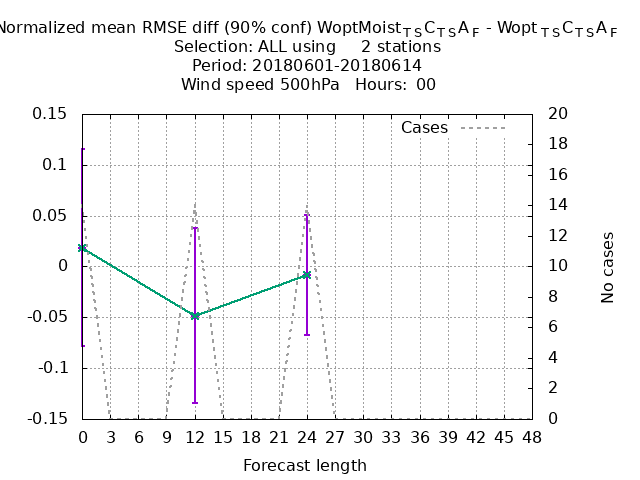 Normalized mean RMSE diff (90% conf) WoptMoist_TSC_TSA_F - Wopt_TSC_TSA_F
Selection: ALL using 2 stations
Period: 20180601-20180614
Wind speed 500hPa Hours: 00
Cases
0.15
0.1
0.05
0
-0.05
-0.1
-0.15
20
18
16
14
12
10
8
6
4
2
0
No cases
0 3 6 9 12 15 18 21 24 27 30 33 36 39 42 45 48
Forecast length